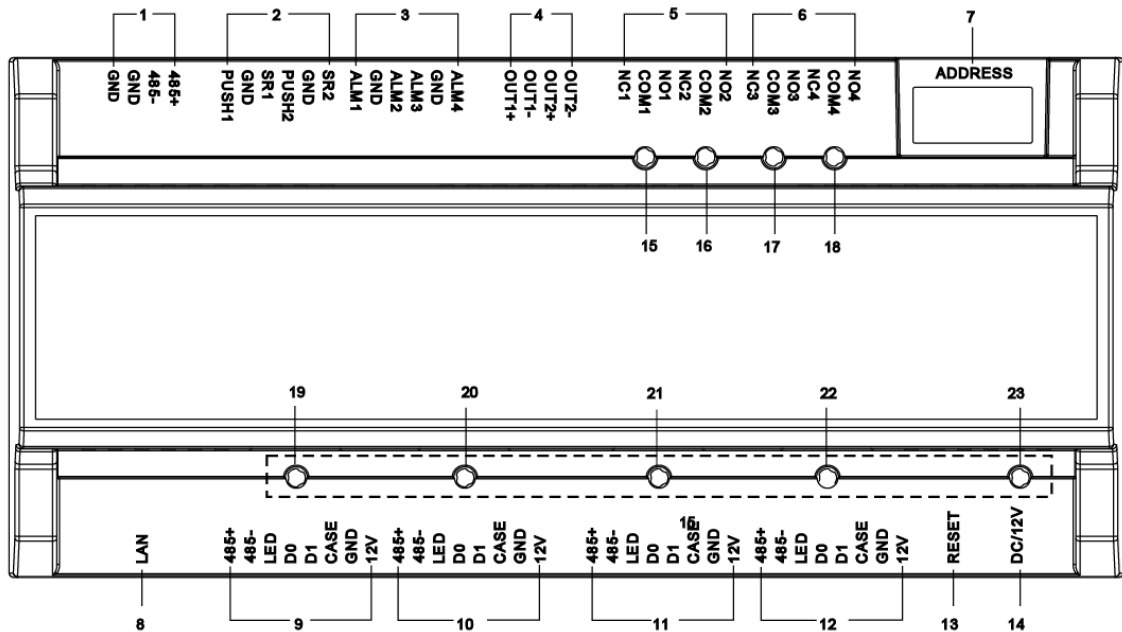 1 2 3 4 5 6 7
GND GND 485- 485+
PUSH1 GND SR1 PUSH2 GND SR2
ALM1 GND ALM2 ALM3 GND ALM4
OUT1+ OUT1- OUT2+ OUT2-
NC1 COM1 NO1 NC2 COM2 NO2
NC3 COM3 NO3 NC4 COM4 NO4
ADDRESS
15 16 17 18
19 20 21 22 23
LAN
485+ 485- LED D0 D1 CASE GND 12V
485+ 485- LED D0 D1 CASE GND 12V
485+ 485- LED D0 D1 15 CASE GND 12V
485+ 485- LED D0 D1 CASE GND 12V
RESET
DC/12V
8 9 10 11 12 13 14